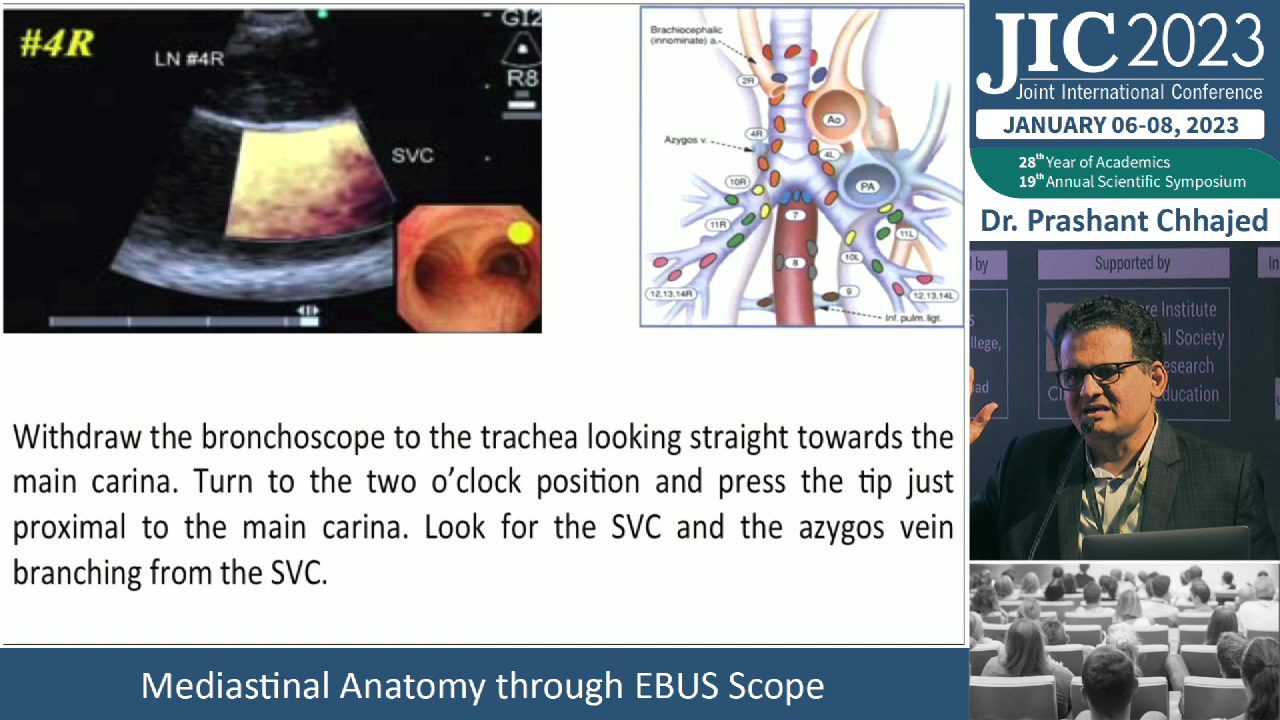 #4R
LN #4R
G12
R8
SVC
Brachiocephalic
(innominate) a.
2R
Ao
4R
Azygos v.
4L
PA
10R
7
11R
11L
8
10L
9
12,13,14R
12,13,14L
Inf. pulm. ligt.
Withdraw the bronchoscope to the trachea looking straight towards the
main carina. Turn to the two o’clock position and press the tip just
proximal to the main carina. Look for the SVC and the azygos vein
branching from the SVC.
Mediastinal Anatomy through EBUS Scope
JIC 2023
Joint International Conference
JANUARY 06-08, 2023
28th Year of Academics
19th Annual Scientific Symposium
Dr. Prashant Chhajed
by
Supported by
In
Institute
Society